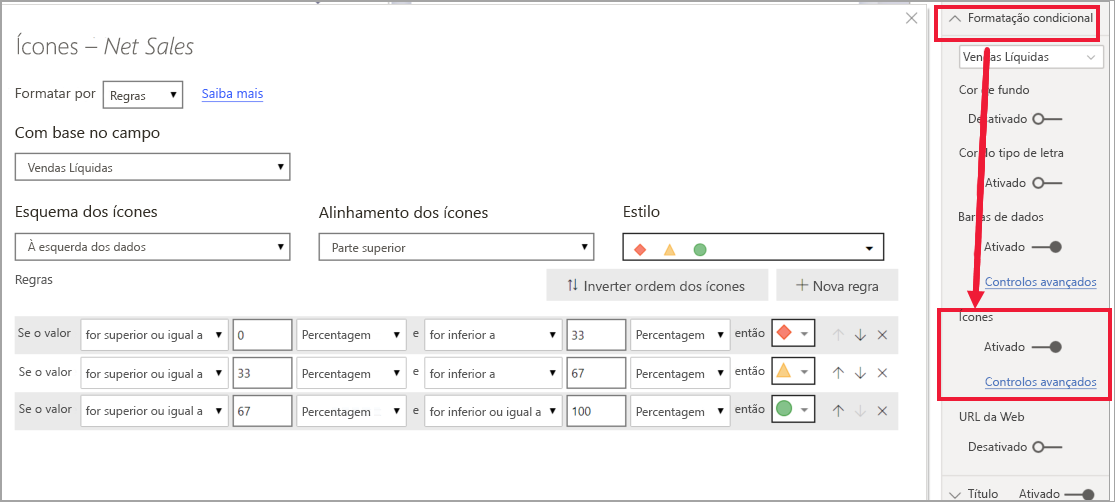 Ícones – Net Sales
Formatar por Regras Saiba mais
Com base no campo
Vendas Líquidas
Esquema dos ícones Alinhamento dos ícones Estilo
À esquerda dos dados Parte superior
Regras Inverter ordem dos ícones Nova regra
Se o valor for superior ou igual a 0 Percentagem e for inferior a 33 Percentagem então
Se o valor for superior ou igual a 33 Percentagem e for inferior a 67 Percentagem então
Se o valor for superior ou igual a 67 Percentagem e for inferior ou igual a 100 Percentagem então
Formatação condicional
Vendas Líquidas
Cor de fundo
Desativado
Cor do tipo de letra
Ativado
Barras de dados
Ativado
Controlos avançados
Ícones
Ativado
Controlos avançados
URL da Web
Desativado
Título Ativado